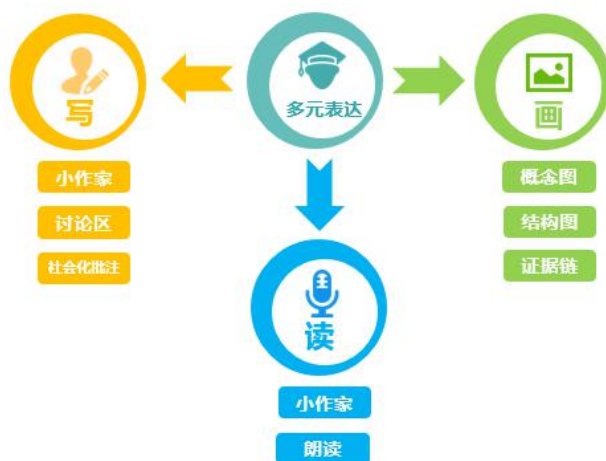 多元表达
写
小作家
讨论区
社会化批注
画
概念图
结构图
证据链
读
小作家
朗读